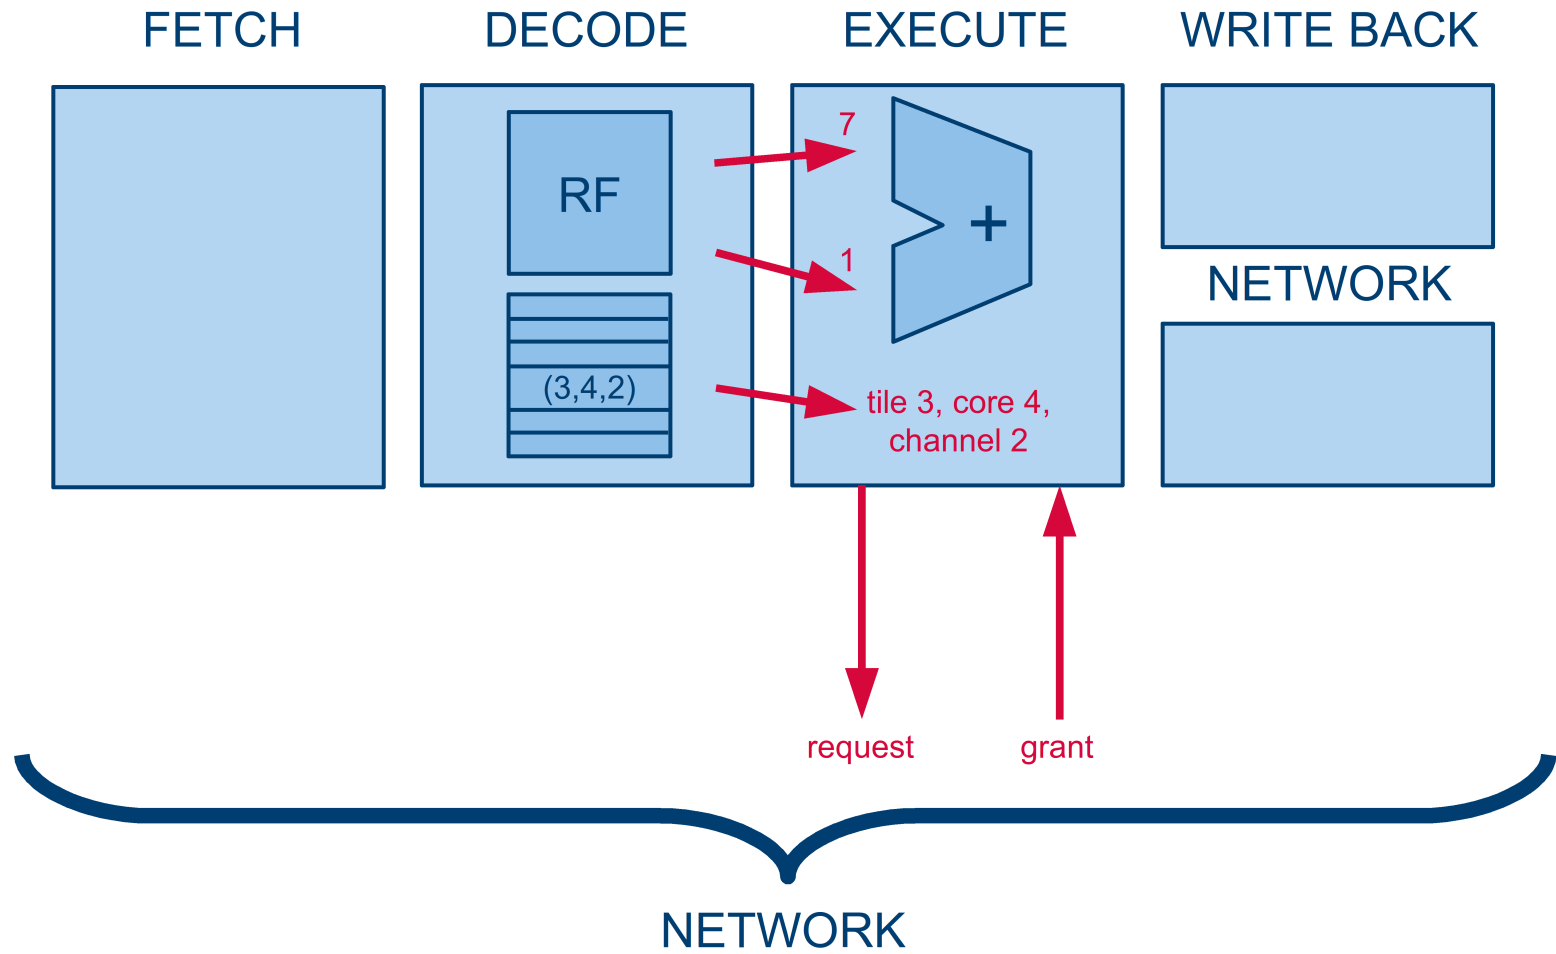 FETCH
DECODE
EXECUTE
WRITE BACK
RF
(3,4,2)
7
1
+
tile 3, core 4,
channel 2
NETWORK
request
grant
NETWORK